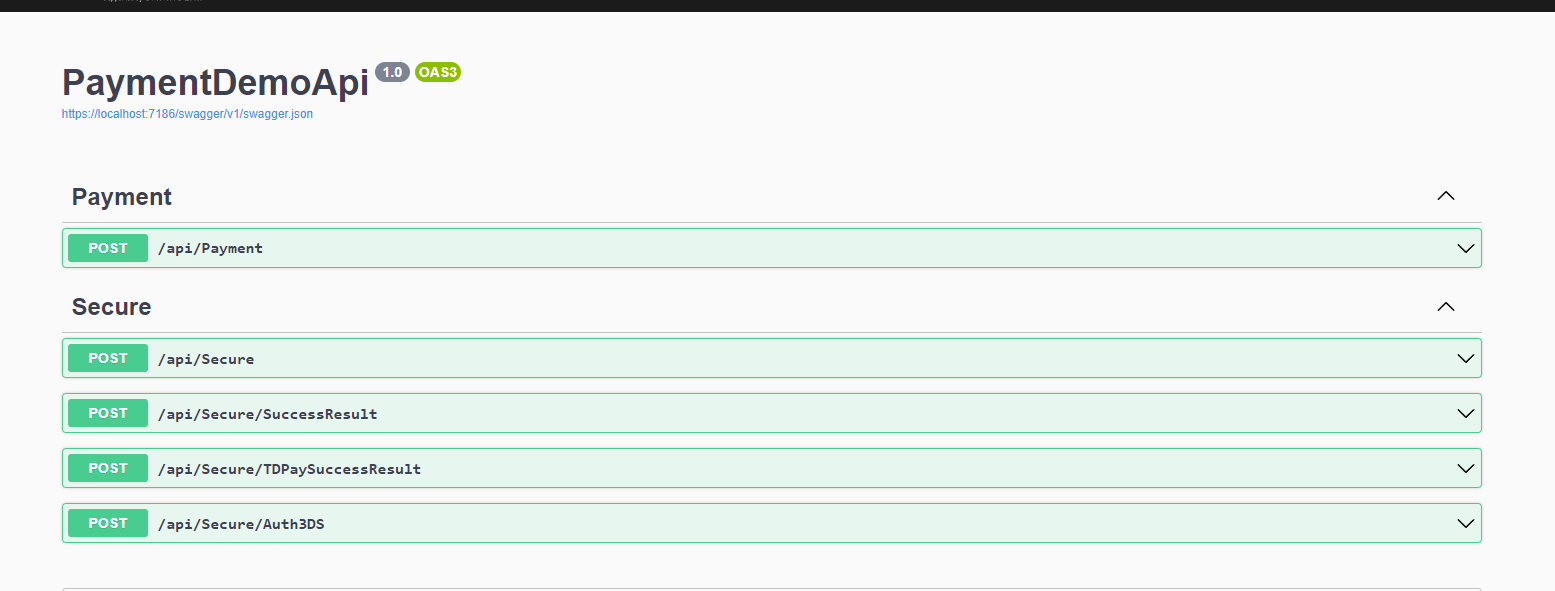 PaymentDemoApi 1.0 OAS3
https://localhost:7186/swagger/v1/swagger.json
Payment
POST /api/Payment
Secure
POST /api/Secure
POST /api/Secure/SuccessResult
POST /api/Secure/TDPaySuccessResult
POST /api/Secure/Auth3DS